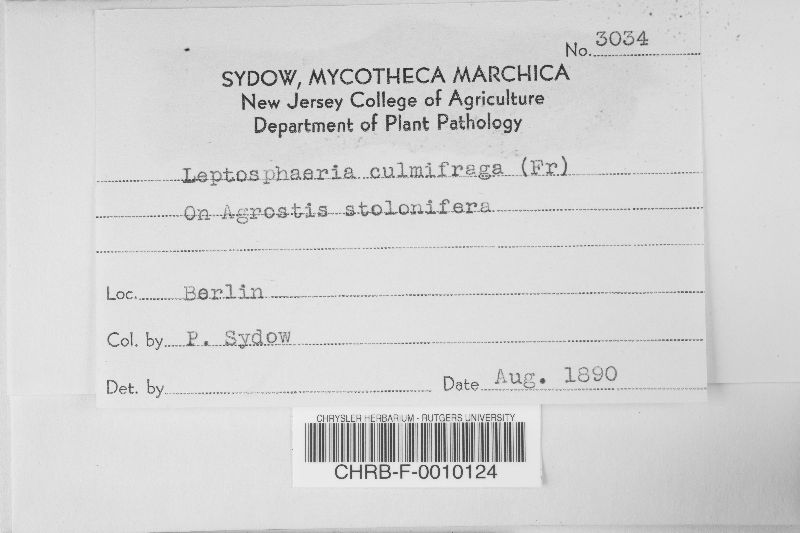 No. 3034
SYDOW, MYCOTHECA MARCHICA
New Jersey College of Agriculture
Department of Plant Pathology
Leptosphaeria culmifraga (Fr)
On Agrostis stolonifera
Loc. Berlin
Col. by P. Sydow
Det. by
Date Aug. 1890
CHRYSLER HERBARIUM - RUTGERS UNIVERSITY
CHRB-F-0010124